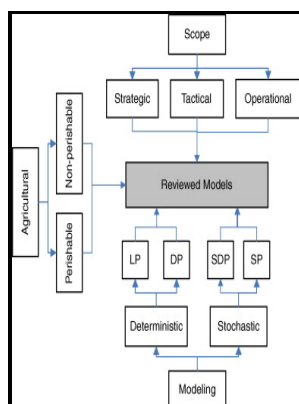 Scope
Strategic
Tactical
Operational
Agricultural
Non-perishable
Perishable
Reviewed Models
LP
DP
SDP
SP
Deterministic
Stochastic
Modeling